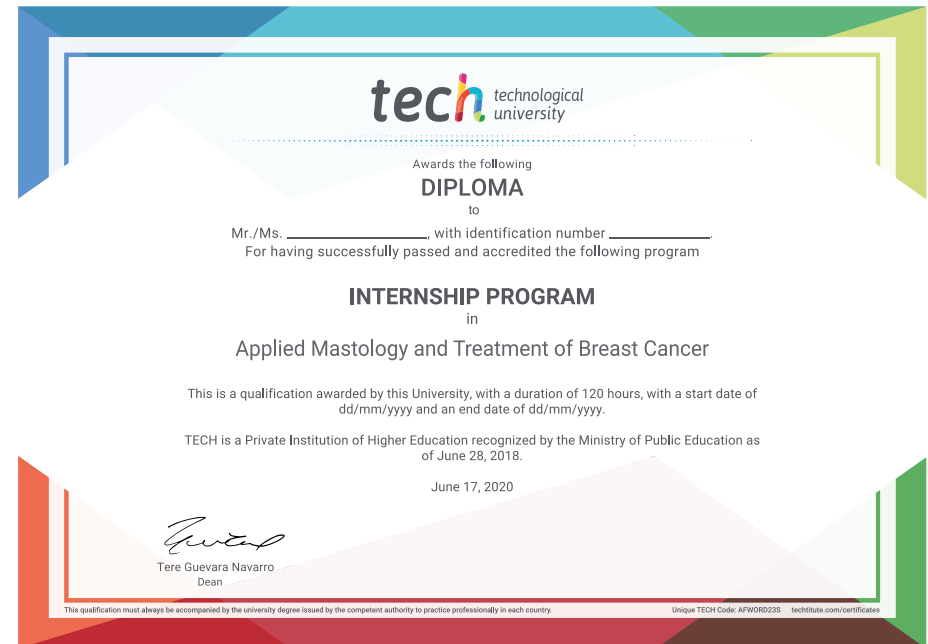 tech technological
university
Awards the following
DIPLOMA
to
Mr./Ms. ____________, with identification number ____________.
For having successfully passed and accredited the following program
INTERNSHIP PROGRAM
in
Applied Mastology and Treatment of Breast Cancer
This is a qualification awarded by this University, with a duration of 120 hours, with a start date of
dd/mm/yyyy and an end date of dd/mm/yyyy.
TECH is a Private Institution of Higher Education recognized by the Ministry of Public Education as
of June 28, 2018.
June 17, 2020
Tere Guevara Navarro
Dean
This qualification must always be accompanied by the university degree issued by the competent authority to practice professionally in each country. Unique TECH Code: AFWORD23S techtitute.com/certificates